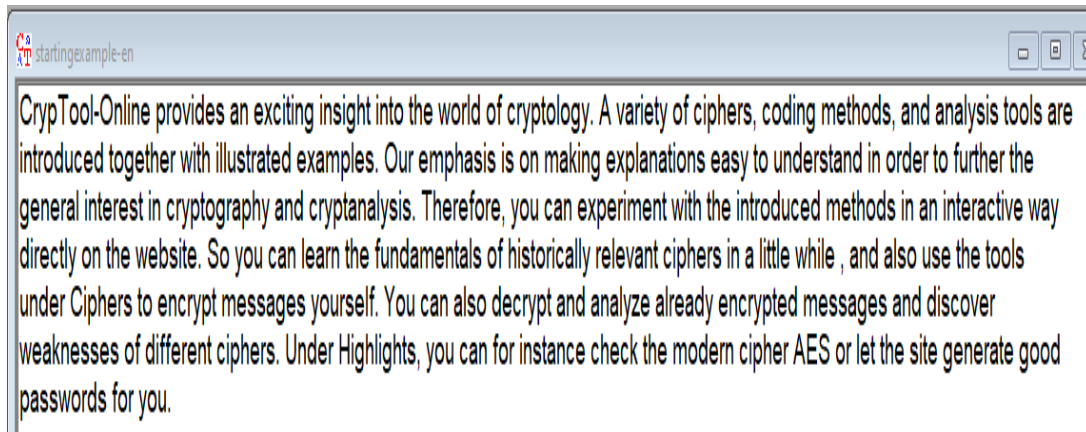 startingexample-en
CrypTool-Online provides an exciting insight into the world of cryptology. A variety of ciphers, coding methods, and analysis tools are
introduced together with illustrated examples. Our emphasis is on making explanations easy to understand in order to further the
general interest in cryptography and cryptanalysis. Therefore, you can experiment with the introduced methods in an interactive way
directly on the website. So you can learn the fundamentals of historically relevant ciphers in a little while , and also use the tools
under Ciphers to encrypt messages yourself. You can also decrypt and analyze already encrypted messages and discover
weaknesses of different ciphers. Under Highlights, you can for instance check the modern cipher AES or let the site generate good
passwords for you.